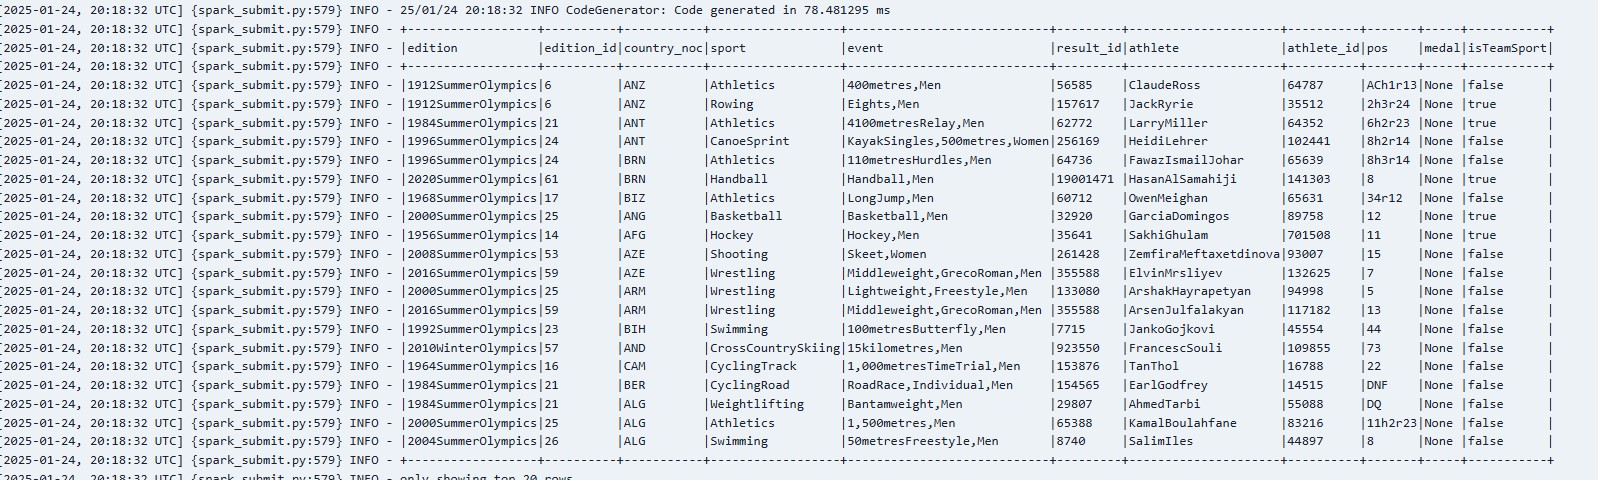 [2025-01-24, 20:18:32 UTC] {spark_submit.py:579} INFO - 25/01/24 20:18:32 INFO CodeGenerator: Code generated in 78.481295 ms
[2025-01-24, 20:18:32 UTC] {spark_submit.py:579} INFO - +-----------------+----------+-----------+------------------+----------------------------+---------+---------------------+----------+-------+-----+-----------+
[2025-01-24, 20:18:32 UTC] {spark_submit.py:579} INFO - |edition          |edition_id|country_noc|sport             |event                       |result_id|athlete              |athlete_id|pos    |medal|isTeamSport|
[2025-01-24, 20:18:32 UTC] {spark_submit.py:579} INFO - +-----------------+----------+-----------+------------------+----------------------------+---------+---------------------+----------+-------+-----+-----------+
[2025-01-24, 20:18:32 UTC] {spark_submit.py:579} INFO - |1912SummerOlympics|6         |ANZ        |Athletics         |400metres,Men               |56585    |ClaudeRoss           |64787     |ACh1r13|None |false      |
[2025-01-24, 20:18:32 UTC] {spark_submit.py:579} INFO - |1912SummerOlympics|6         |ANZ        |Rowing            |Eights,Men                  |157617   |JackRyrie            |35512     |2h3r24 |None |true       |
[2025-01-24, 20:18:32 UTC] {spark_submit.py:579} INFO - |1984SummerOlympics|21        |ANT        |Athletics         |4100metresRelay,Men         |62772    |LarryMiller          |64352     |6h2r23 |None |true       |
[2025-01-24, 20:18:32 UTC] {spark_submit.py:579} INFO - |1996SummerOlympics|24        |ANT        |CanoeSprint       |KayakSingles,500metres,Women|256169   |HeidiLehrer          |102441    |8h2r14 |None |false      |
[2025-01-24, 20:18:32 UTC] {spark_submit.py:579} INFO - |1996SummerOlympics|24        |BRN        |Athletics         |110metresHurdles,Men        |64736    |FawazIsmailJohar     |65639     |8h3r14 |None |false      |
[2025-01-24, 20:18:32 UTC] {spark_submit.py:579} INFO - |2020SummerOlympics|61        |BRN        |Handball          |Handball,Men                |19001471 |HasanAlSamahiji      |141303    |8      |None |true       |
[2025-01-24, 20:18:32 UTC] {spark_submit.py:579} INFO - |1968SummerOlympics|17        |BIZ        |Athletics         |LongJump,Men                |60712    |OwenMeighan          |65631     |34r12  |None |false      |
[2025-01-24, 20:18:32 UTC] {spark_submit.py:579} INFO - |2000SummerOlympics|25        |ANG        |Basketball        |Basketball,Men              |32920    |GarciaDomingos       |89758     |12     |None |true       |
[2025-01-24, 20:18:32 UTC] {spark_submit.py:579} INFO - |1956SummerOlympics|14        |AFG        |Hockey            |Hockey,Men                  |35641    |SakhiGhulam          |701508    |11     |None |true       |
[2025-01-24, 20:18:32 UTC] {spark_submit.py:579} INFO - |2008SummerOlympics|53        |AZE        |Shooting          |Skeet,Women                 |261428   |ZemfiraMeftaxetdinova|93007     |15     |None |false      |
[2025-01-24, 20:18:32 UTC] {spark_submit.py:579} INFO - |2016SummerOlympics|59        |AZE        |Wrestling         |Middleweight,GrecoRoman,Men |355588   |ElvinMrsliyev        |132625    |7      |None |false      |
[2025-01-24, 20:18:32 UTC] {spark_submit.py:579} INFO - |2000SummerOlympics|25        |ARM        |Wrestling         |Lightweight,Freestyle,Men   |133080   |ArshakHayrapetyan    |94998     |5      |None |false      |
[2025-01-24, 20:18:32 UTC] {spark_submit.py:579} INFO - |2016SummerOlympics|59        |ARM        |Wrestling         |Middleweight,GrecoRoman,Men |355588   |ArsenJulfalakyan     |117182    |13     |None |false      |
[2025-01-24, 20:18:32 UTC] {spark_submit.py:579} INFO - |1992SummerOlympics|23        |BIH        |Swimming          |100metresButterfly,Men      |7715     |JankoGojkovi         |45554     |44     |None |false      |
[2025-01-24, 20:18:32 UTC] {spark_submit.py:579} INFO - |2010WinterOlympics|57        |AND        |CrossCountrySkiing|15kilometres,Men            |923550   |FrancescSouli        |109855    |73     |None |false      |
[2025-01-24, 20:18:32 UTC] {spark_submit.py:579} INFO - |1964SummerOlympics|16        |CAM        |CyclingTrack      |1,000metresTimeTrial,Men    |153876   |TanThol              |16788     |22     |None |false      |
[2025-01-24, 20:18:32 UTC] {spark_submit.py:579} INFO - |1984SummerOlympics|21        |BER        |CyclingRoad       |RoadRace,Individual,Men     |154565   |EarlGodfrey          |14515     |DNF    |None |false      |
[2025-01-24, 20:18:32 UTC] {spark_submit.py:579} INFO - |1984SummerOlympics|21        |ALG        |Weightlifting     |Bantamweight,Men            |29807    |AhmedTarbi           |55088     |DQ     |None |false      |
[2025-01-24, 20:18:32 UTC] {spark_submit.py:579} INFO - |2000SummerOlympics|25        |ALG        |Athletics         |1,500metres,Men             |65388    |KamalBoulahfane      |83216     |11h2r23|None |false      |
[2025-01-24, 20:18:32 UTC] {spark_submit.py:579} INFO - |2004SummerOlympics|26        |ALG        |Swimming          |50metresFreestyle,Men       |8740     |SalimIles            |44897     |8      |None |false      |
[2025-01-24, 20:18:32 UTC] {spark_submit.py:579} INFO - +-----------------+----------+-----------+------------------+----------------------------+---------+---------------------+----------+-------+-----+-----------+
[2025-01-24, 20:18:32 UTC] {spark_submit.py:579} INFO - only showing top 20 rows